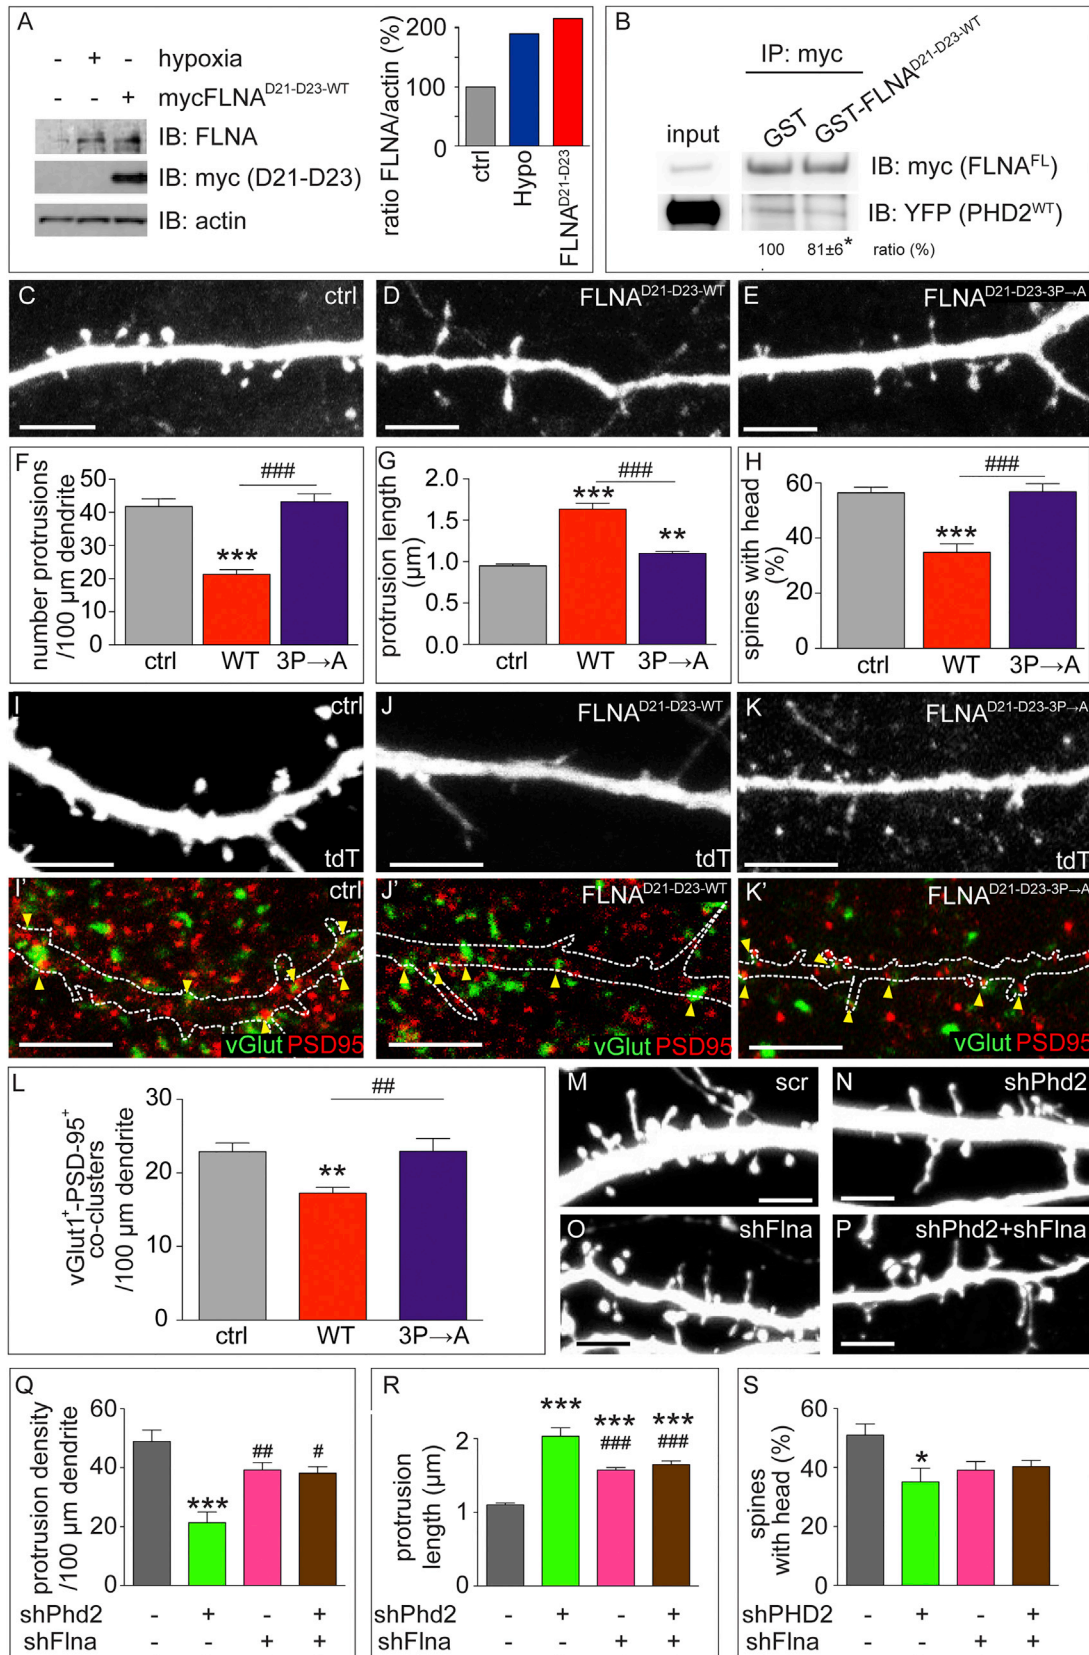 A
- + - hypoxia
- - + mycFLNA^D21-D23-WT
IB: FLNA
IB: myc (D21-D23)
IB: actin
ratio FLNA/actin (%)
200
100
0
ctrl
Hypo
FLNA^D21-D23
B
IP: myc
input
GST
GST-FLNA^D21-D23-WT
IB: myc (FLNA^FL)
IB: YFP (PHD2^WT)
100 81±6* ratio (%)
C
ctrl
D
FLNA^D21-D23-WT
E
FLNA^D21-D23-3P→A
F
number protrusions
/100 µm dendrite
60
40
20
0
***
###
ctrl WT 3P→A
G
protrusion length
(µm)
2.0
1.5
1.0
0.0
***
###
**
ctrl WT 3P→A
H
spines with head
(%)
60
40
20
0
***
###
ctrl WT 3P→A
I
ctrl
tdT
J
FLNA^D21-D23-WT
tdT
K
FLNA^D21-D23-3P→A
tdT
I'
ctrl
vGlut PSD95
J'
FLNA^D21-D23-WT
vGlut PSD95
K'
FLNA^D21-D23-3P→A
vGlut PSD95
L
vGlut1⁺-PSD-95⁺
co-clusters
/100 µm dendrite
30
20
10
0
**
##
ctrl WT 3P→A
M
scr
N
shPhd2
O
shFlna
P
shPhd2+shFlna
Q
protrusion density
/100 µm dendrite
60
40
20
0
***
##
#
shPhd2 - + - +
shFlna - - + +
R
protrusion
length (µm)
2
1
0
*** *** ***
### ###
shPhd2 - + - +
shFlna - - + +
S
spines
with head (%)
60
40
20
0
*
shPHD2 - + - +
shFlna - - + +